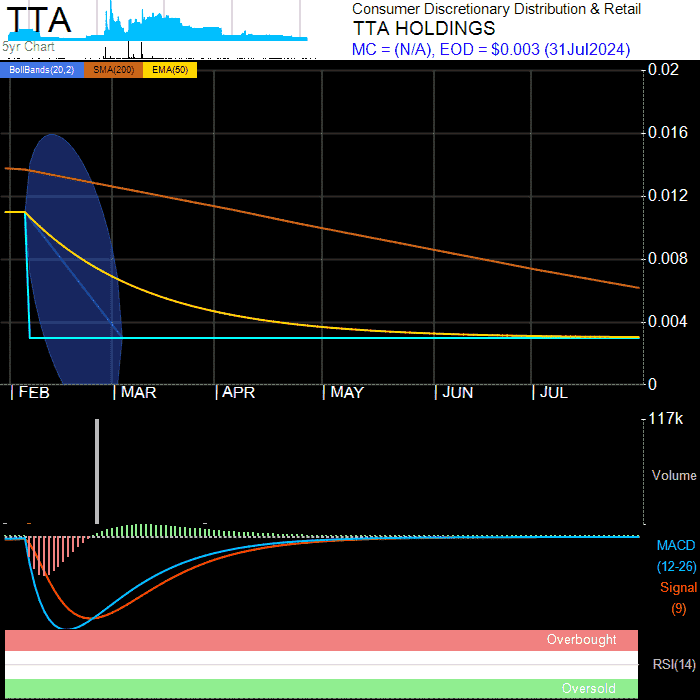 TTA
5yr Chart
Consumer Discretionary Distribution & Retail
TTA HOLDINGS
MC = (N/A), EOD = $0.003 (31Jul2024)
BollBands(20,2) SMA(200) EMA(50)
0.02
0.016
0.012
0.008
0.004
0
FEB MAR APR MAY JUN JUL
117k
Volume
MACD
(12-26)
Signal
(9)
Overbought
RSI(14)
Oversold